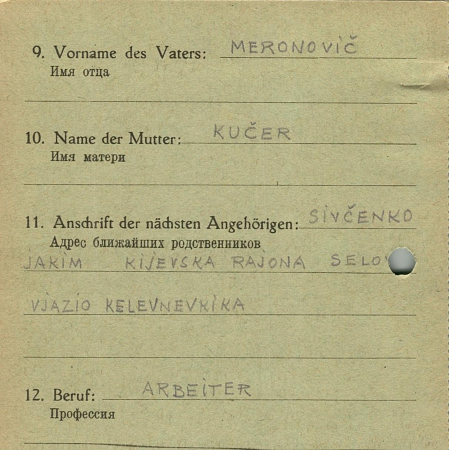 9. Vorname des Vaters: MERONOVIČ
Имя отца
10. Name der Mutter: KUČER
Имя матери
11. Anschrift der nächsten Angehörigen: SIVČENKO
Адрес ближайших родственников
JAKIM KIJEVSKA RAJONA SELO
VJAZIO KELEVNEVKIKA
12. Beruf: ARBEITER
Профессия